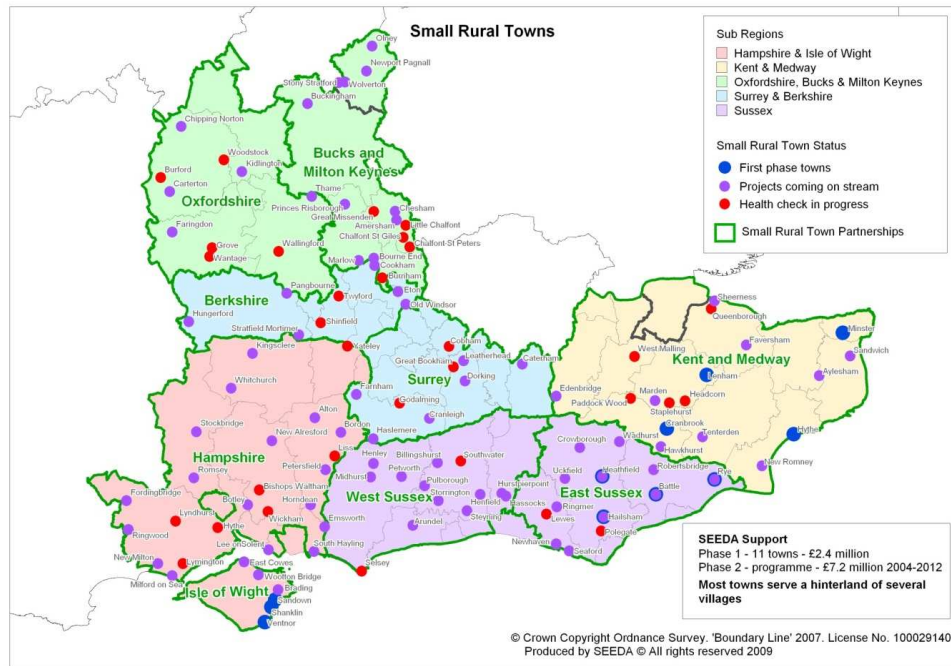 Small Rural Towns
Sub Regions
Hampshire & Isle of Wight
Kent & Medway
Oxfordshire, Bucks & Milton Keynes
Surrey & Berkshire
Sussex
Small Rural Town Status
First phase towns
Projects coming on stream
Health check in progress
Small Rural Town Partnerships
Olney
Newport Pagnall
Stony Stratford
Wolverton
Buckingham
Chipping Norton
Woodstock
Kidlington
Bucks and
Milton Keynes
Burford
Carterton
Oxfordshire
Thame
Princes Risborough
Great Missenden
Chesham
Amersham
Little Chalfont
Chalfont St Giles
Chalfont St Peters
Faringdon
Grove
Wantage
Wallingford
Marlow
Bourne End
Cookham
Burnham
Eton
Old Windsor
Berkshire
Pangbourne
Twyford
Hungerford
Shinfield
Stratfield Mortimer
Sheerness
Queenborough
Minster
Faversham
Sandwich
Kingsclere
Yateley
Cobham
Great Bookham
Leatherhead
Caterham
West Malling
Kent and Medway
Lenham
Aylesham
Surrey
Dorking
Whitchurch
Farnham
Godalming
Cranleigh
Edenbridge
Paddock Wood
Marden
Headcorn
Staplehurst
Cranbrook
Tenterden
Hythe
Alton
Stockbridge
New Alresford
Bordon
Haslemere
Liss
Hampshire
Romsey
Petersfield
Midhurst
Henley
Billingshurst
Southwater
Petworth
Pulborough
Storrington
West Sussex
Hurstpierpoint
Hassocks
Henfield
Steyning
Arundel
Crowborough
Wadhurst
Hawkhurst
New Romney
Uckfield
Heathfield
Robertsbridge
Rye
East Sussex
Battle
Ringmer
Lewes
Hailsham
Polegate
Newhaven
Seaford
Bishops Waltham
Fordingbridge
Botley
Horndean
Lyndhurst
Hythe
Wickham
Emsworth
Ringwood
Lee on Solent
South Hayling
Selsey
New Milton
Lymington
Milford on Sea
East Cowes
Wootton Bridge
Isle of Wight
Brading
Sandown
Shanklin
Ventnor
SEEDA Support
Phase 1 - 11 towns - £2.4 million
Phase 2 - programme - £7.2 million 2004-2012
Most towns serve a hinterland of several
villages
© Crown Copyright Ordnance Survey. 'Boundary Line' 2007. License No. 100029140
Produced by SEEDA © All rights reserved 2009